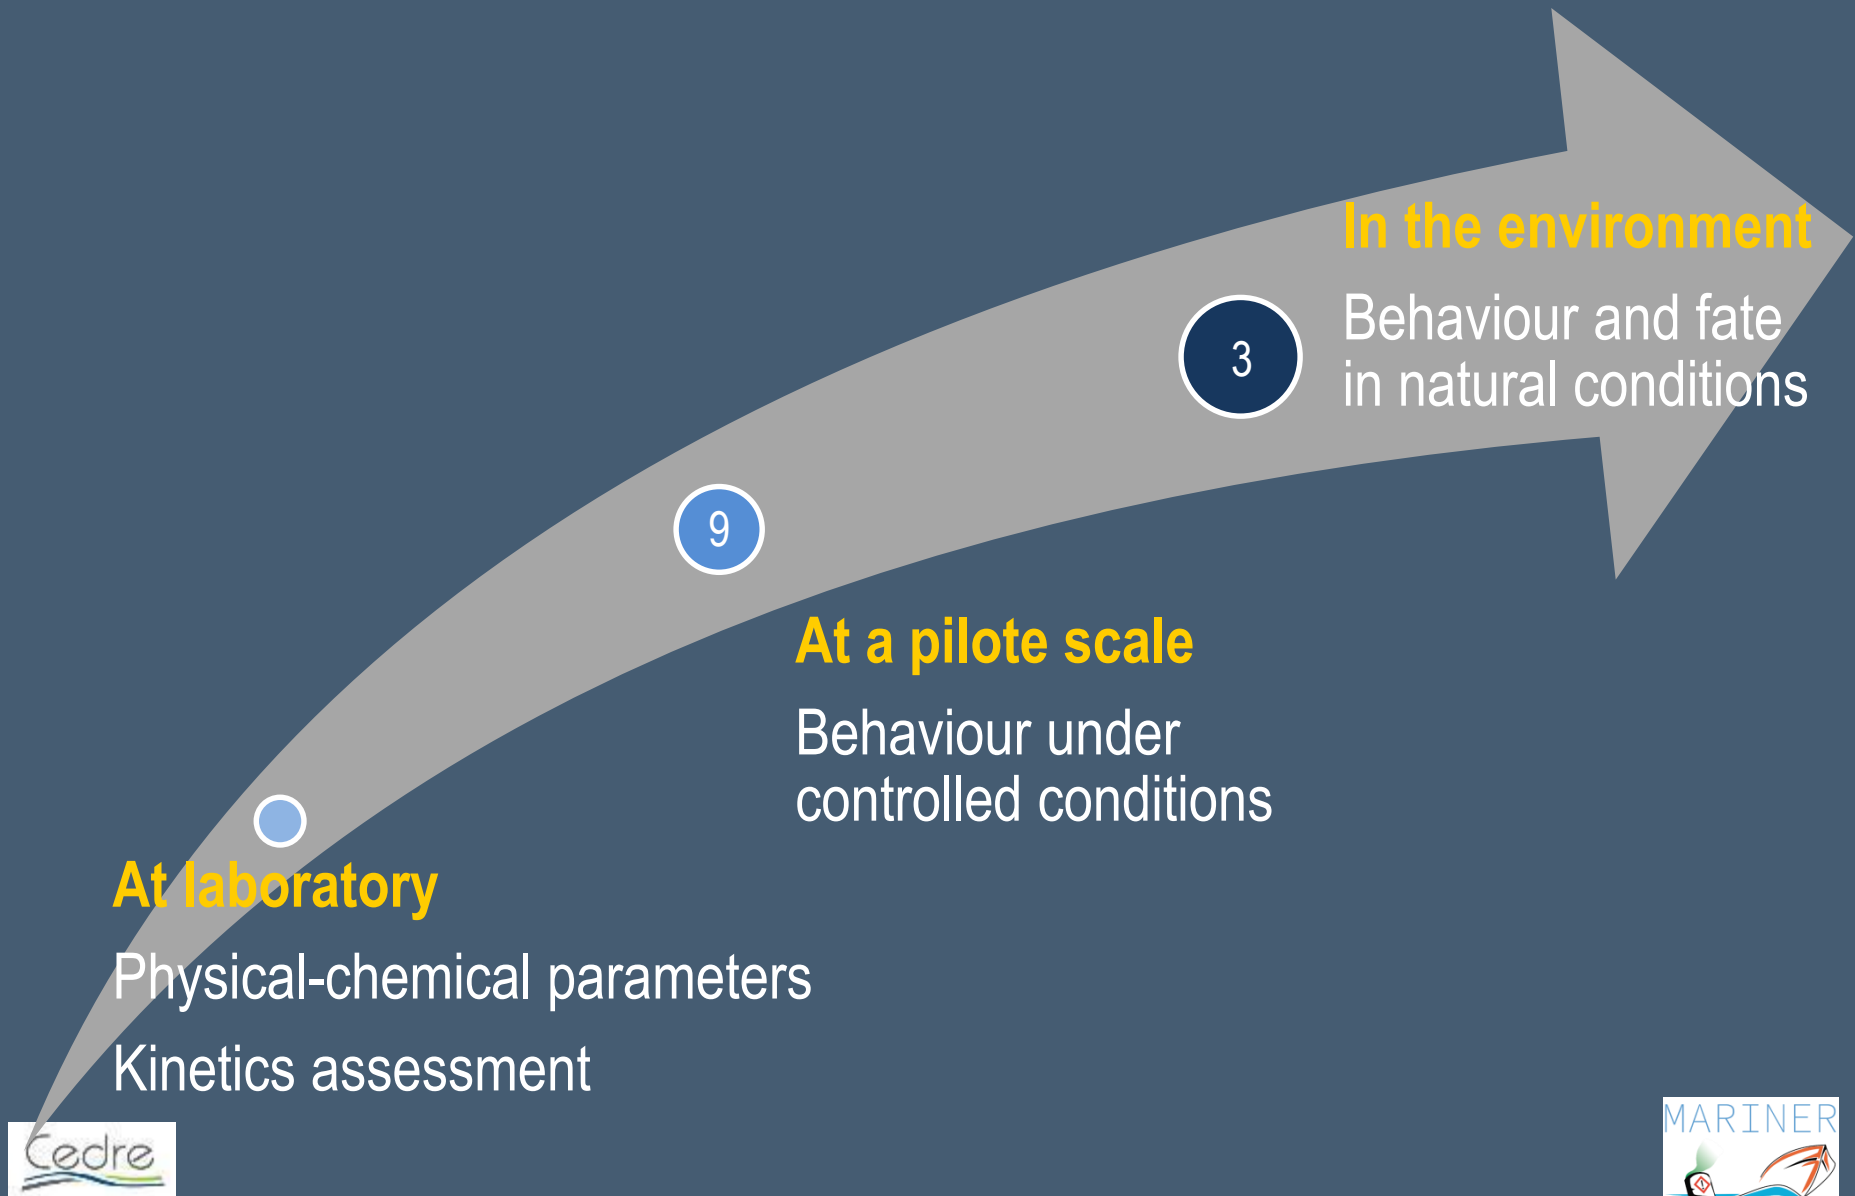 In the environment
Behaviour and fate
in natural conditions
3
9
At a pilote scale
Behaviour under
controlled conditions
At laboratory
Physical-chemical parameters
Kinetics assessment
Cedre
MARINER